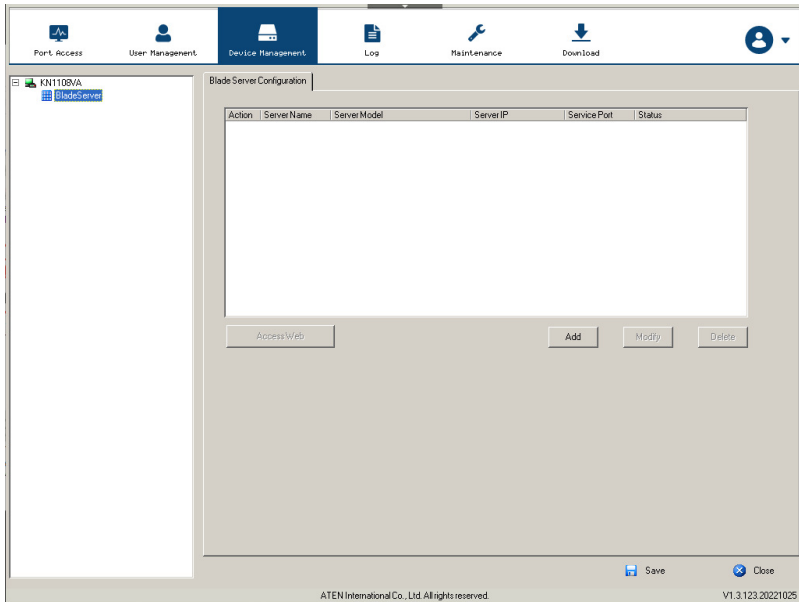 Port Access User Management Device Management Log Maintenance Download
KN1108VA
BladeServer
Blade Server Configuration
Action Server Name Server Model Server IP Service Port Status
Access Web Add Modify Delete
Save Close
ATEN International Co., Ltd. All rights reserved. V1.3.123.20221025